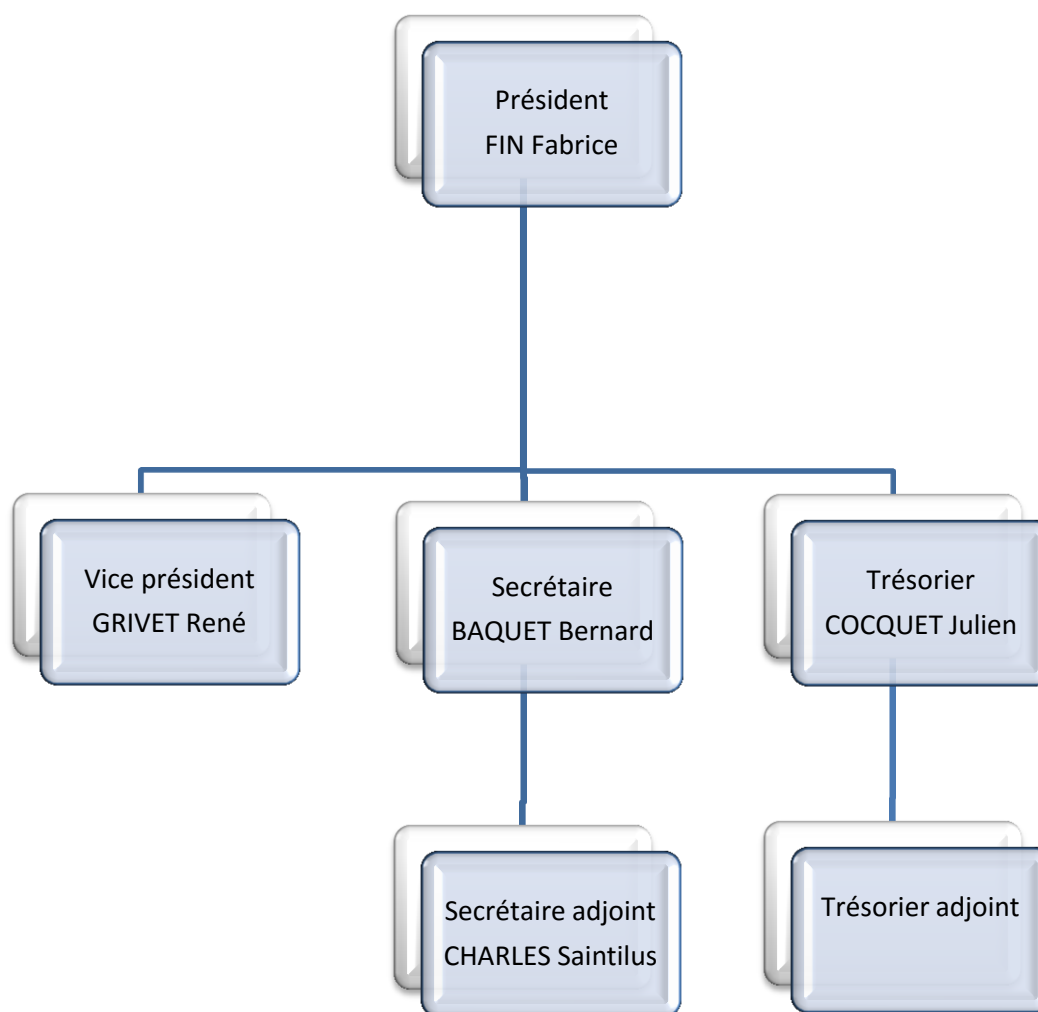 Président
FIN Fabrice
Vice président
GRIVET René
Secrétaire
BAQUET Bernard
Trésorier
COCQUET Julien
Secrétaire adjoint
CHARLES Saintilus
Trésorier adjoint